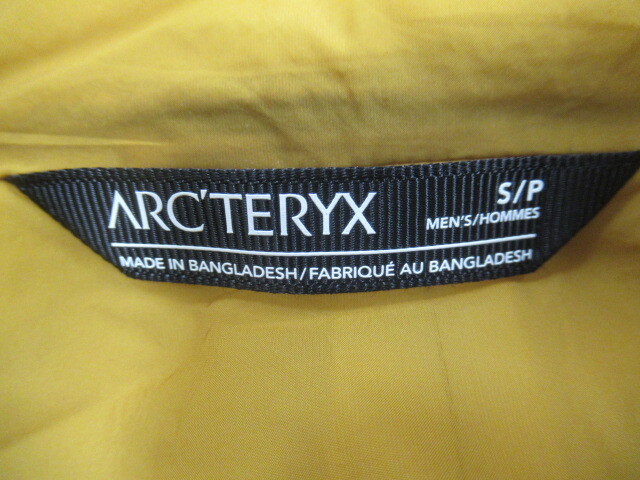 ARC'TERYX
S/P
MEN'S/HOMMES
MADE IN BANGLADESH/FABRIQUÉ AU BANGLADESH